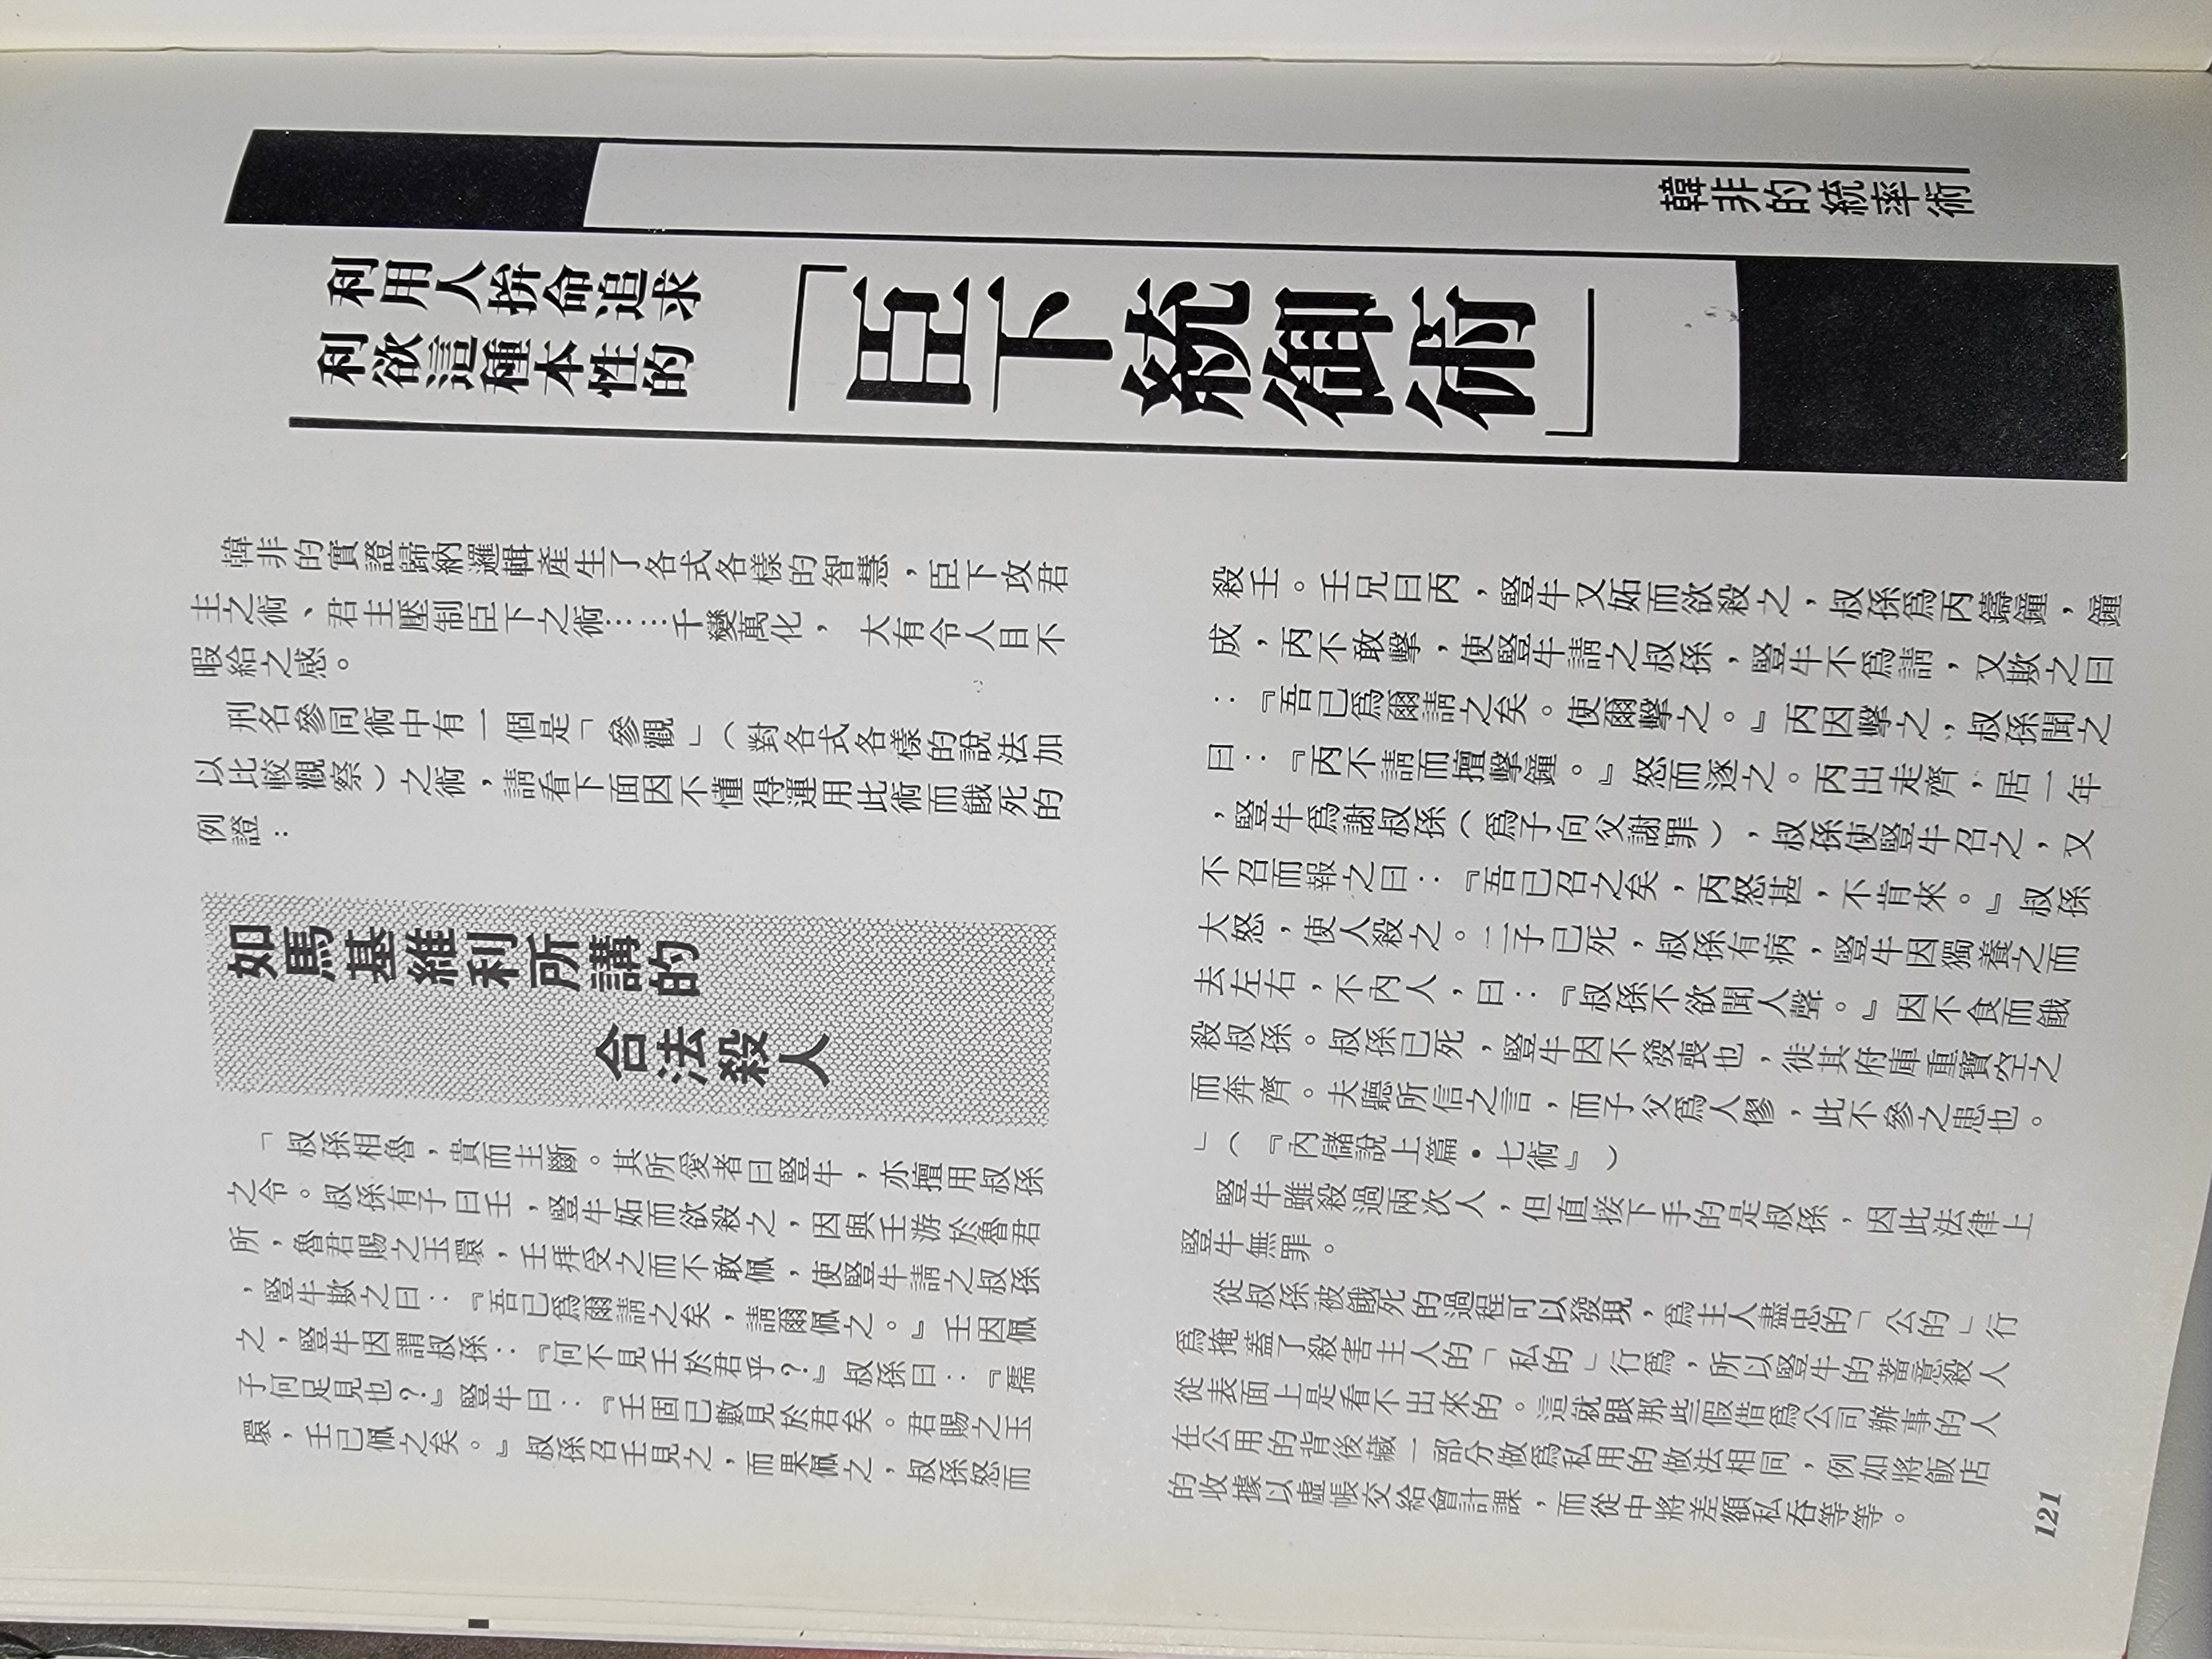 韓非的統率術
利用人拚命追求
利欲這種本性的
「臣下統御術」
韓非的實證歸納邏輯產生了各式各樣的智慧，臣下攻君
主之術、君主壓制臣下之術……千變萬化，大有令人目不
暇給之感。
刑名參同術中有一個是「參觀」（對各式各樣的說法加
以比較觀察）之術，請看下面因不懂得運用此術而餓死的
例證：
如馬基維利所講的
合法殺人
「叔孫相魯，貴而主斷。其所愛者曰豎牛，亦擅用叔孫
之令。叔孫有子曰壬，豎牛妬而欲殺之，因與壬游於魯君
所，魯君賜之玉環，壬拜受之而不敢佩，使豎牛請之叔孫
，豎牛欺之曰：『吾已爲爾請之矣，請爾佩之。』壬因佩
之，豎牛因謂叔孫：『何不見壬於君乎？』叔孫曰：『孺
子何足見也？』豎牛曰：『壬固已數見於君矣。君賜之玉
環，壬已佩之矣。』叔孫召壬見之，而果佩之，叔孫怒而
殺壬。壬兄曰丙，豎牛又妬而欲殺之，叔孫爲丙鑄鐘，鐘
成，丙不敢擊，使豎牛請之叔孫，豎牛不爲請，又欺之曰
：『吾已爲爾請之矣。使爾擊之。』丙因擊之，叔孫聞之
曰：『丙不請而擅擊鐘。』怒而逐之。丙出走齊，居一年
，豎牛爲謝叔孫（爲子向父謝罪），叔孫使豎牛召之，又
不召而報之曰：『吾已召之矣，丙怒甚，不肯來。』叔孫
大怒，使人殺之。二子已死，叔孫有病，豎牛因獨養之而
去左右，不內人，曰：『叔孫不欲聞人聲。』因不食而餓
殺叔孫。叔孫已死，豎牛因不發喪也，徙其府庫重寶空之
而奔齊。夫聽所信之言，而子父爲人僇，此不參之患也。
」（『內儲說上篇•七術』）
豎牛雖殺過兩次人，但直接下手的是叔孫，因此法律上
豎牛無罪。
從叔孫被餓死的過程可以發現，爲主人盡忠的「公的」行
爲掩蓋了殺害主人的「私的」行爲，所以豎牛的蓄意殺人
從表面上是看不出來的。這就跟那些假借爲公司辦事的人
在公用的背後藏一部分做爲私用的做法相同，例如將飯店
的收據以虛帳交給會計課，而從中將差額私吞等等。
121